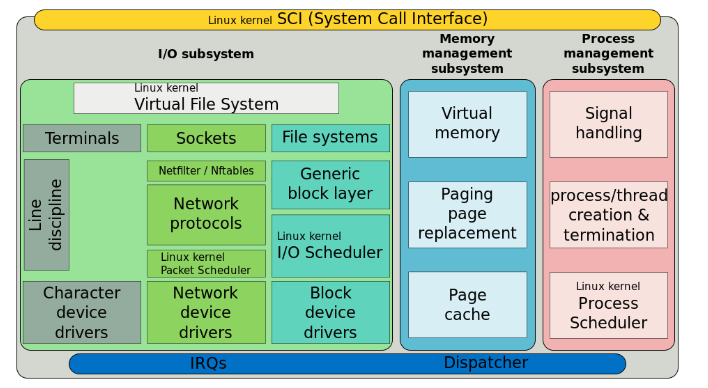 Linux kernel SCI (System Call Interface)
I/O subsystem
Memory
management
subsystem
Process
management
subsystem
Linux kernel
Virtual File System
Terminals
Sockets
File systems
Line
discipline
Netfilter / Nftables
Network
protocols
Linux kernel
Packet Scheduler
Generic
block layer
Linux kernel
I/O Scheduler
Character
device
drivers
Network
device
drivers
Block
device
drivers
Virtual
memory
Paging
page
replacement
Page
cache
Signal
handling
process/thread
creation &
termination
Linux kernel
Process
Scheduler
IRQs
Dispatcher